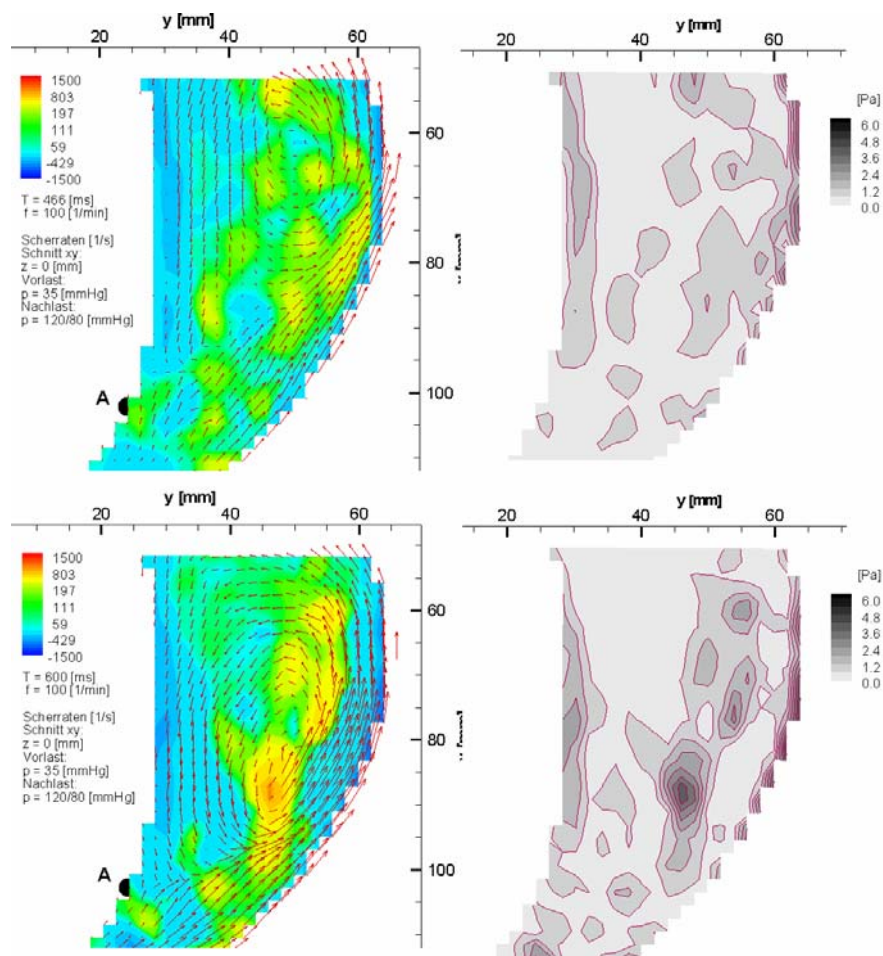 y [mm]
20 40 60
1500
803
197
111
59
-429
-1500
T = 466 [ms]
f = 100 [1/min]
Scherraten [1/s]
Schnitt xy:
z = 0 [mm]
Vorlast:
p = 35 [mmHg]
Nachlast:
p = 120/80 [mmHg]
A
60
80
100
y [mm]
20 40 60
[Pa]
6.0
4.8
3.6
2.4
1.2
0.0
[mm]
y [mm]
20 40 60
1500
803
197
111
59
-429
-1500
T = 600 [ms]
f = 100 [1/min]
Scherraten [1/s]
Schnitt xy:
z = 0 [mm]
Vorlast:
p = 35 [mmHg]
Nachlast:
p = 120/80 [mmHg]
A
60
80
100
y [mm]
20 40 60
[Pa]
6.0
4.8
3.6
2.4
1.2
0.0
[mm]